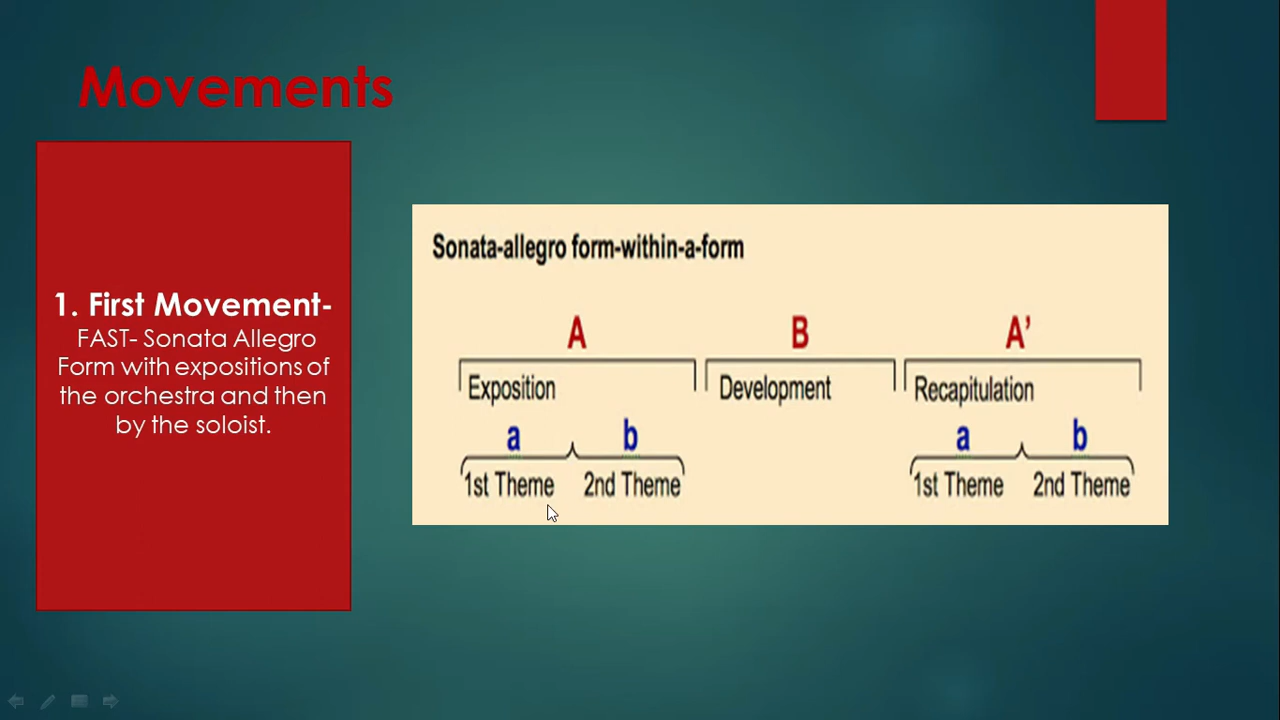 Movements
1. First Movement-
FAST- Sonata Allegro
Form with expositions of
the orchestra and then
by the soloist.
Sonata-allegro form-within-a-form
A B A’
Exposition Development Recapitulation
a b a b
1st Theme 2nd Theme 1st Theme 2nd Theme